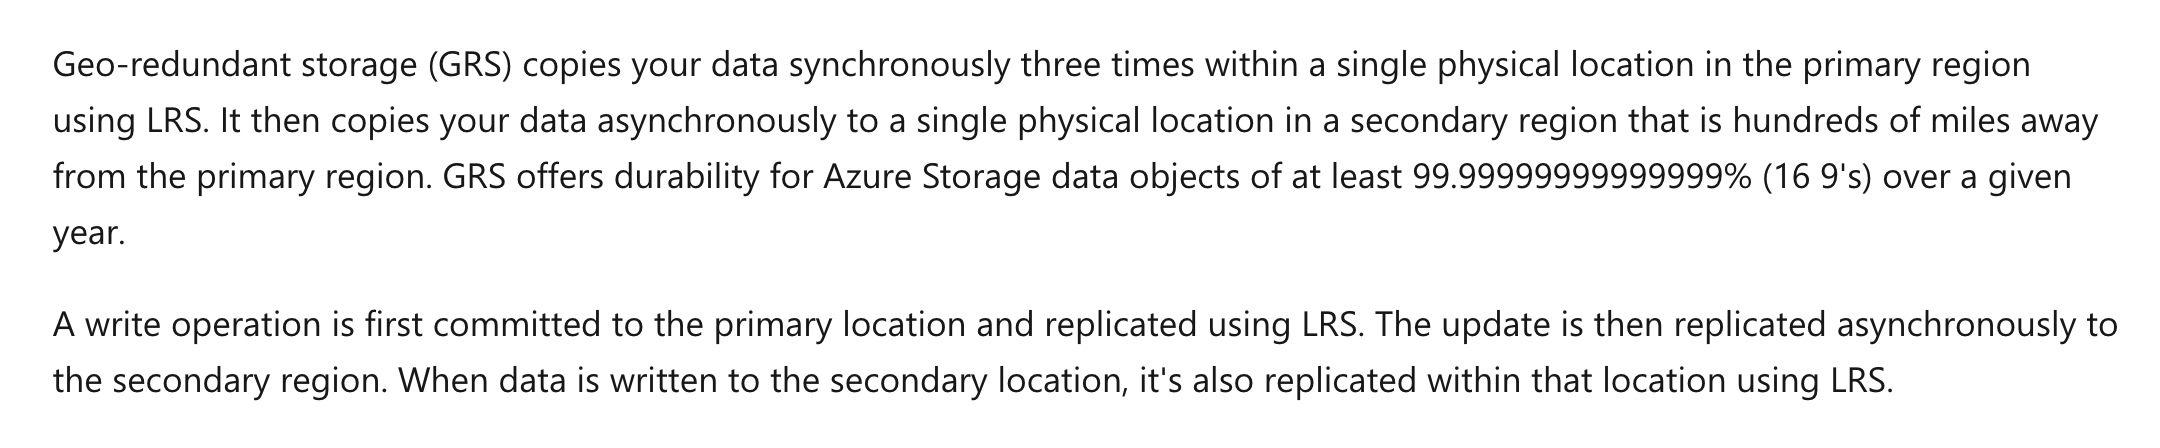 Geo-redundant storage (GRS) copies your data synchronously three times within a single physical location in the primary region
using LRS. It then copies your data asynchronously to a single physical location in a secondary region that is hundreds of miles away
from the primary region. GRS offers durability for Azure Storage data objects of at least 99.99999999999999% (16 9's) over a given
year.
A write operation is first committed to the primary location and replicated using LRS. The update is then replicated asynchronously to
the secondary region. When data is written to the secondary location, it's also replicated within that location using LRS.